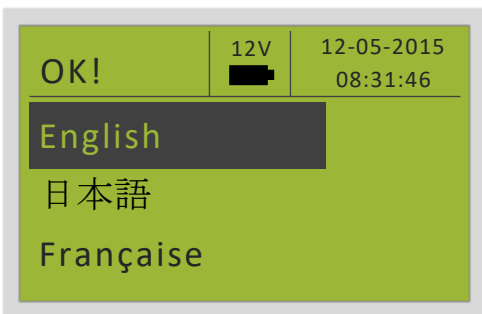 OK!
12V
12-05-2015
08:31:46
English
日本語
Française